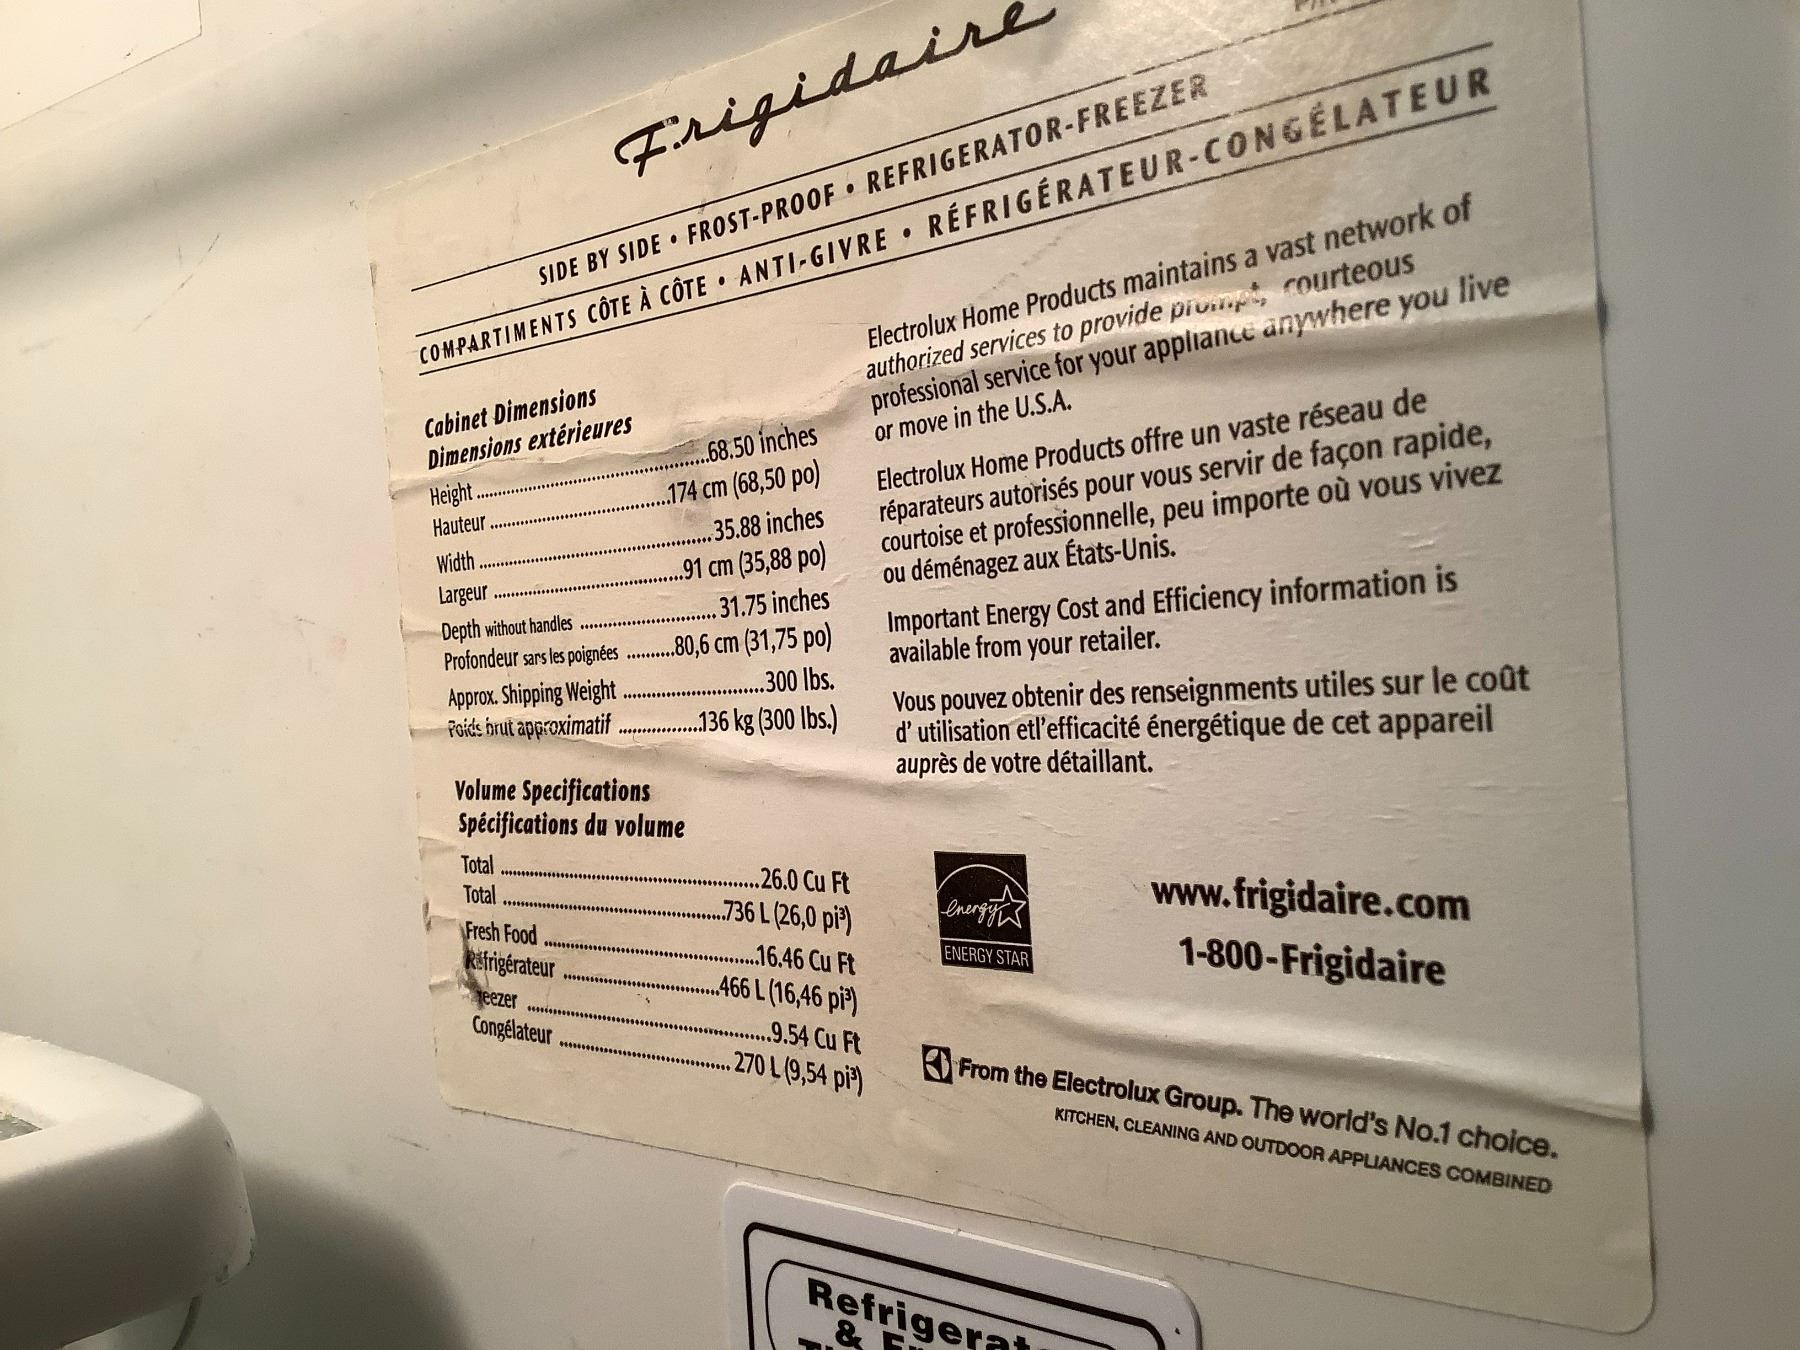 Frigidaire
SIDE BY SIDE • FROST-PROOF • REFRIGERATOR-FREEZER
COMPARTIMENTS CÔTE À CÔTE • ANTI-GIVRE • RÉFRIGÉRATEUR-CONGÉLATEUR
Cabinet Dimensions
Dimensions extérieures
Height ........ 68.50 inches
Hauteur ........ 174 cm (68,50 po)
Width ........ 35.88 inches
Largeur ........ 91 cm (35,88 po)
Depth without handles ........ 31.75 inches
Profondeur sans les poignées ........ 80,6 cm (31,75 po)
Approx. Shipping Weight ........ 300 lbs.
Poids brut approximatif ........ 136 kg (300 lbs.)
Volume Specifications
Spécifications du volume
Total ........ 26.0 Cu Ft
Total ........ 736 L (26,0 pi³)
Fresh Food ........ 16.46 Cu Ft
Réfrigérateur ........ 466 L (16,46 pi³)
reezer ........ 9.54 Cu Ft
Congélateur ........ 270 L (9,54 pi³)
Electrolux Home Products maintains a vast network of
authorized services to provide prompt, courteous
professional service for your appliance anywhere you live
or move in the U.S.A.
Electrolux Home Products offre un vaste réseau de
réparateurs autorisés pour vous servir de façon rapide,
courtoise et professionnelle, peu importe où vous vivez
ou déménagez aux États-Unis.
Important Energy Cost and Efficiency information is
available from your retailer.
Vous pouvez obtenir des renseignments utiles sur le coût
d' utilisation etl'efficacité énergétique de cet appareil
auprès de votre détaillant.
energy
ENERGY STAR
www.frigidaire.com
1-800-Frigidaire
From the Electrolux Group. The world's No.1 choice.
KITCHEN, CLEANING AND OUTDOOR APPLIANCES COMBINED
Refrigerat
&